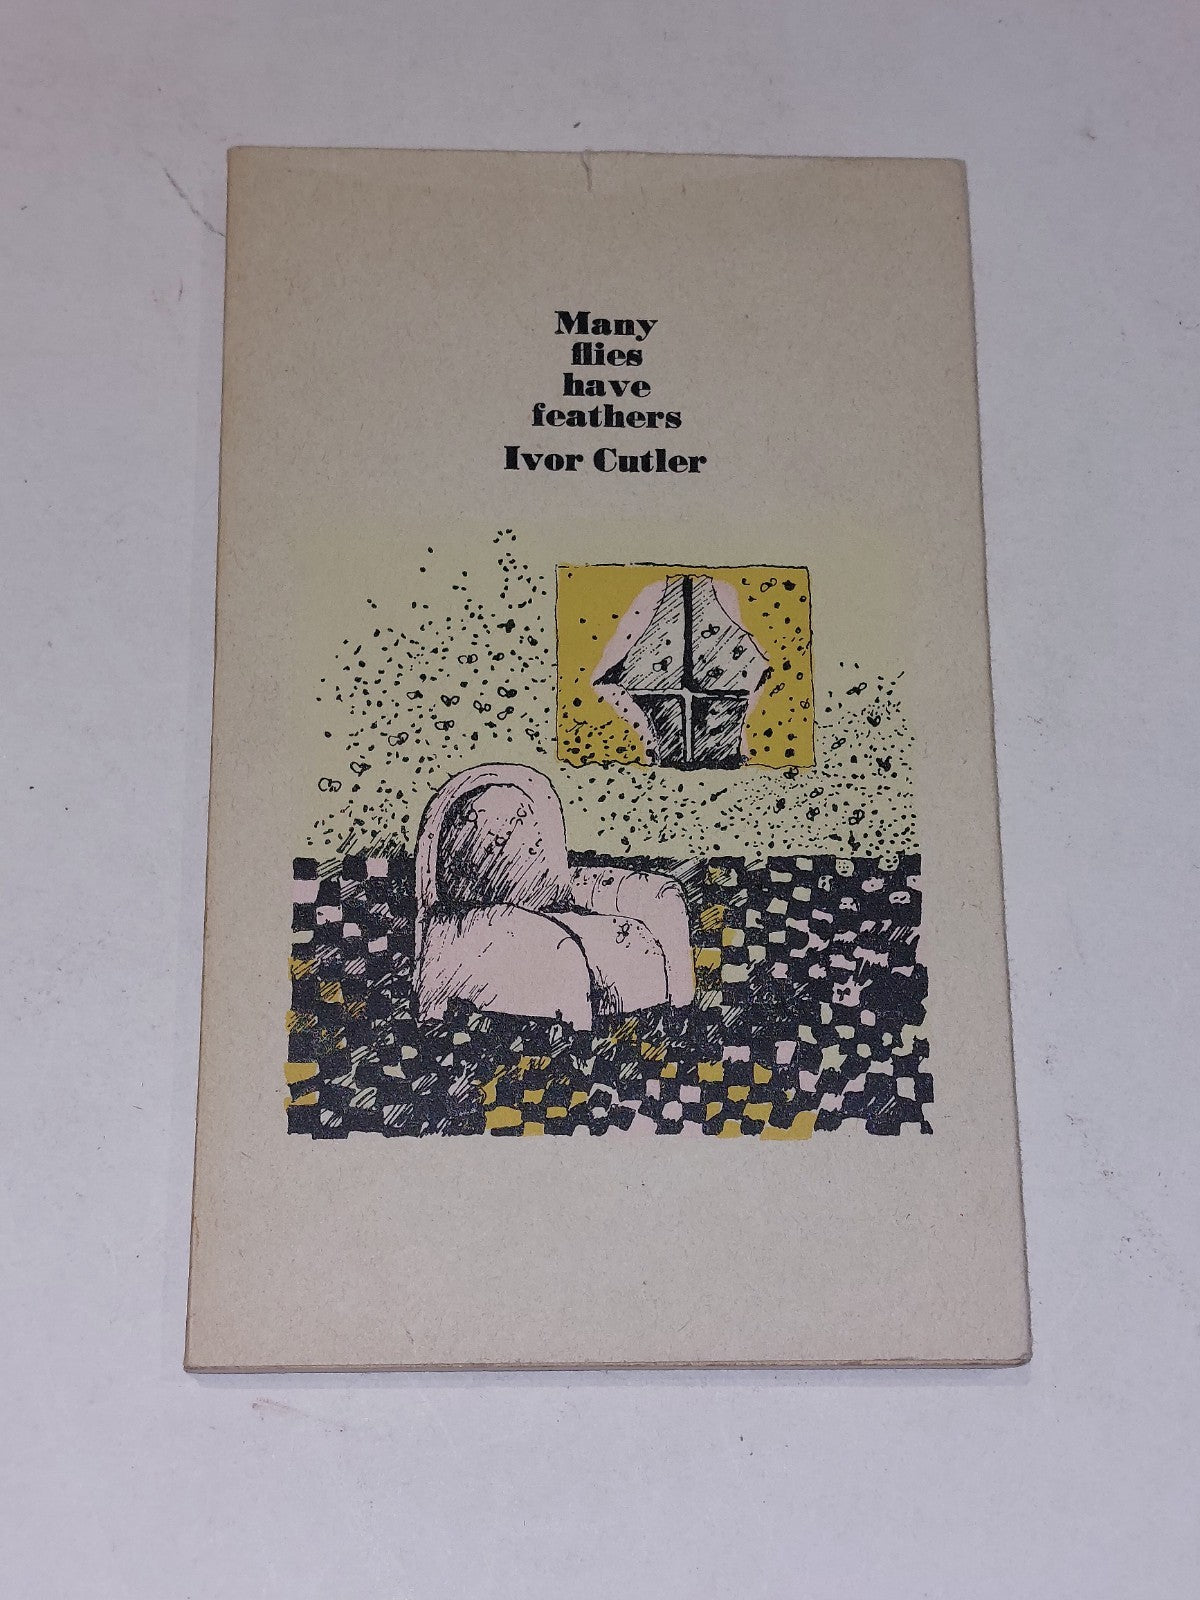 Many
flies
have
feathers
Ivor Cutler